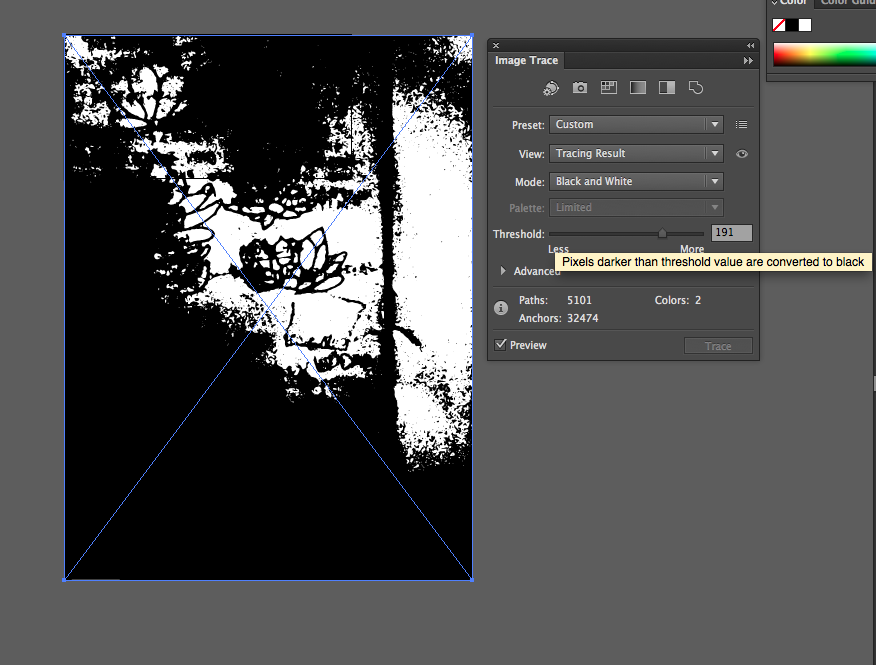 Color Color Guid
Image Trace
Preset: Custom
View: Tracing Result
Mode: Black and White
Palette: Limited
Threshold: 191
Less More
Pixels darker than threshold value are converted to black
Advanced
Paths: 5101 Colors: 2
Anchors: 32474
Preview Trace